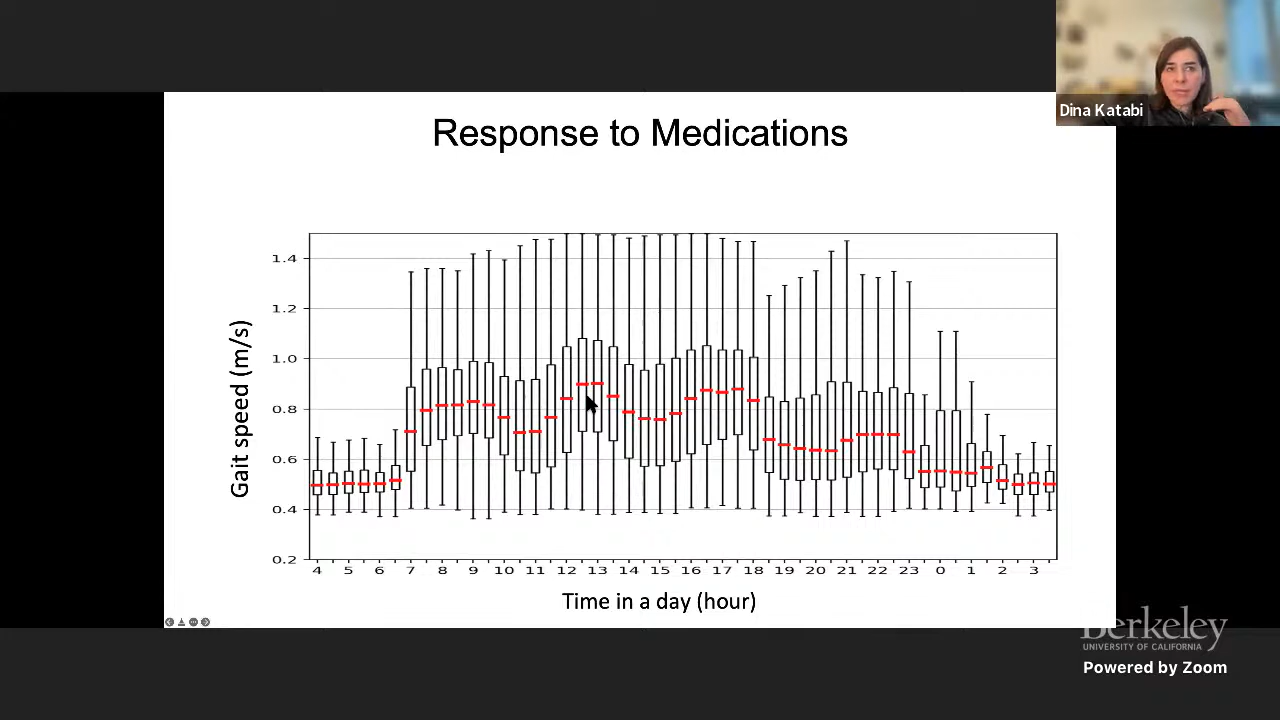 Dina Katabi
Response to Medications
Gait speed (m/s)
1.4
1.2
1.0
0.8
0.6
0.4
0.2
4 5 6 7 8 9 10 11 12 13 14 15 16 17 18 19 20 21 22 23 0 1 2 3
Time in a day (hour)
Berkeley
UNIVERSITY OF CALIFORNIA
Powered by Zoom